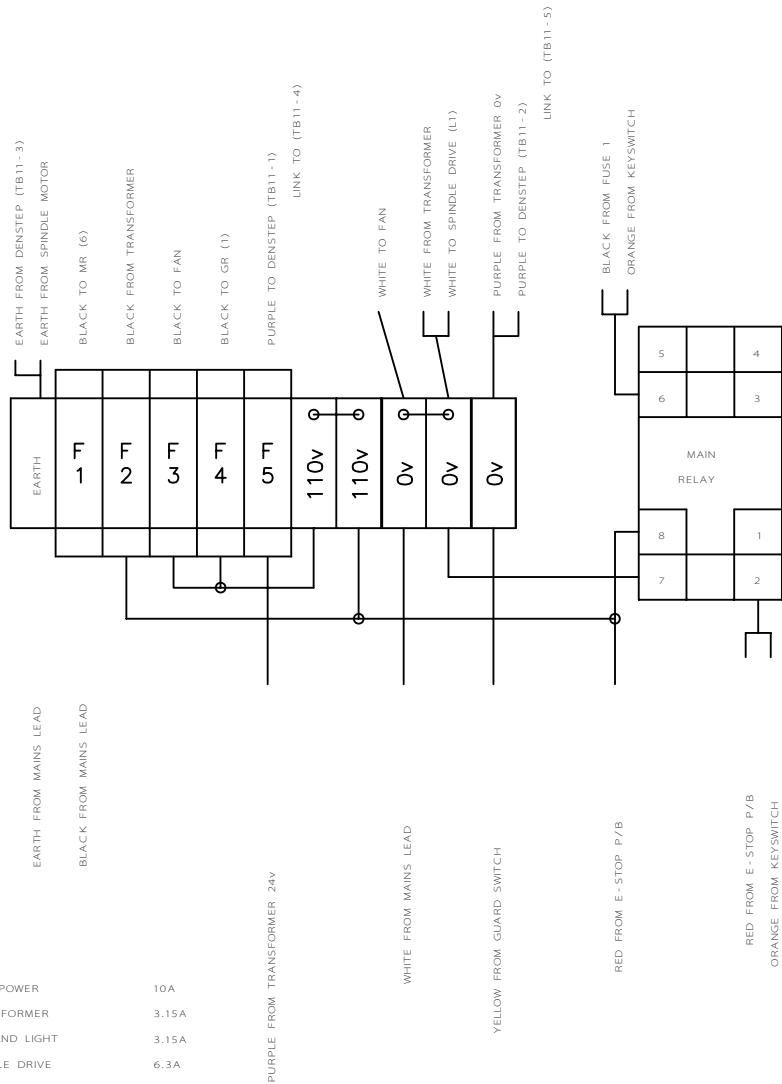 EARTH FROM DENSTEP (TB11-3)
EARTH FROM SPINDLE MOTOR
BLACK TO MR (6)
BLACK FROM TRANSFORMER
BLACK TO FAN
BLACK TO GR (1)
PURPLE TO DENSTEP (TB11-1)
LINK TO (TB11-4)
WHITE TO FAN
WHITE FROM TRANSFORMER
WHITE TO SPINDLE DRIVE (L1)
PURPLE FROM TRANSFORMER 0v
PURPLE TO DENSTEP (TB11-2)
LINK TO (TB11-5)
BLACK FROM FUSE 1
ORANGE FROM KEYSWITCH
EARTH
F1
F2
F3
F4
F5
110v
110v
0v
0v
0v
5
4
6
3
MAIN
RELAY
8
1
7
2
EARTH FROM MAINS LEAD
BLACK FROM MAINS LEAD
PURPLE FROM TRANSFORMER 24v
WHITE FROM MAINS LEAD
YELLOW FROM GUARD SWITCH
RED FROM E-STOP P/B
RED FROM E-STOP P/B
ORANGE FROM KEYSWITCH
POWER 10A
FORMER 3.15A
ND LIGHT 3.15A
LE DRIVE 6.3A